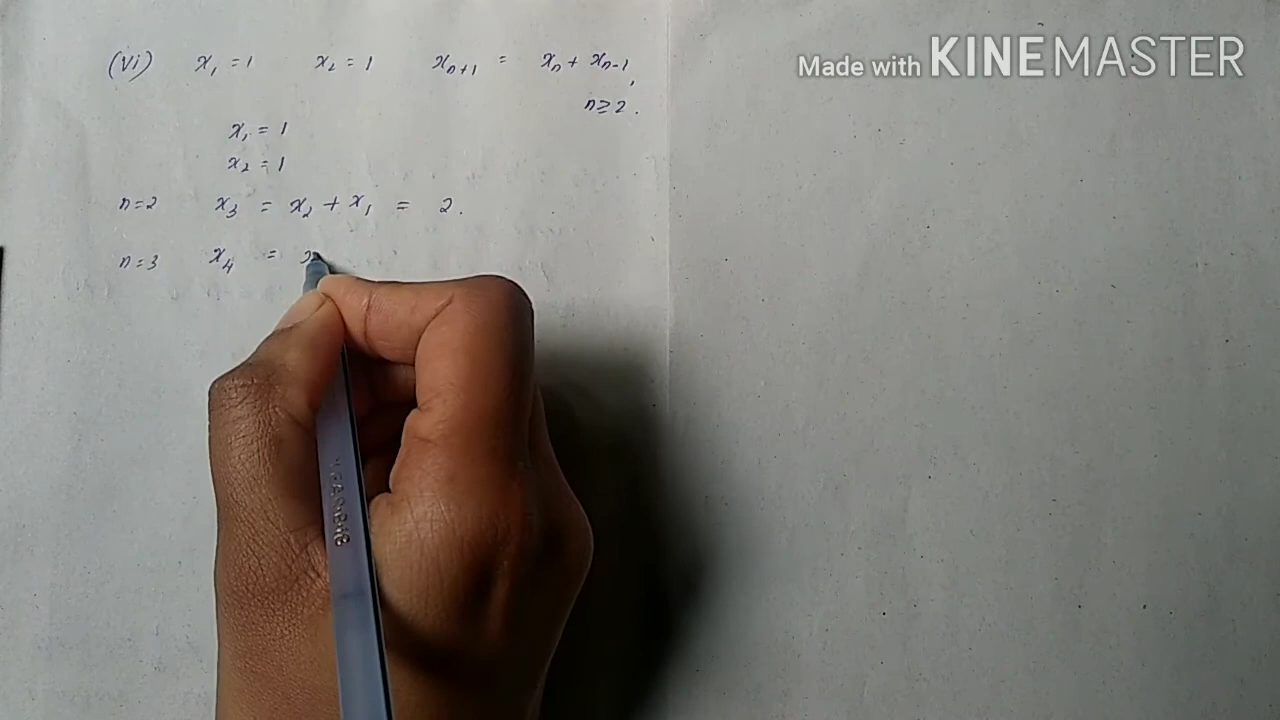 (vi) x₁ = 1 x₂ = 1 xₙ₊₁ = xₙ + xₙ₋₁,
n ≥ 2.
x₁ = 1
x₂ = 1
n = 2 x₃ = x₂ + x₁ = 2.
n = 3 x₄ = x
Made with KINEMASTER